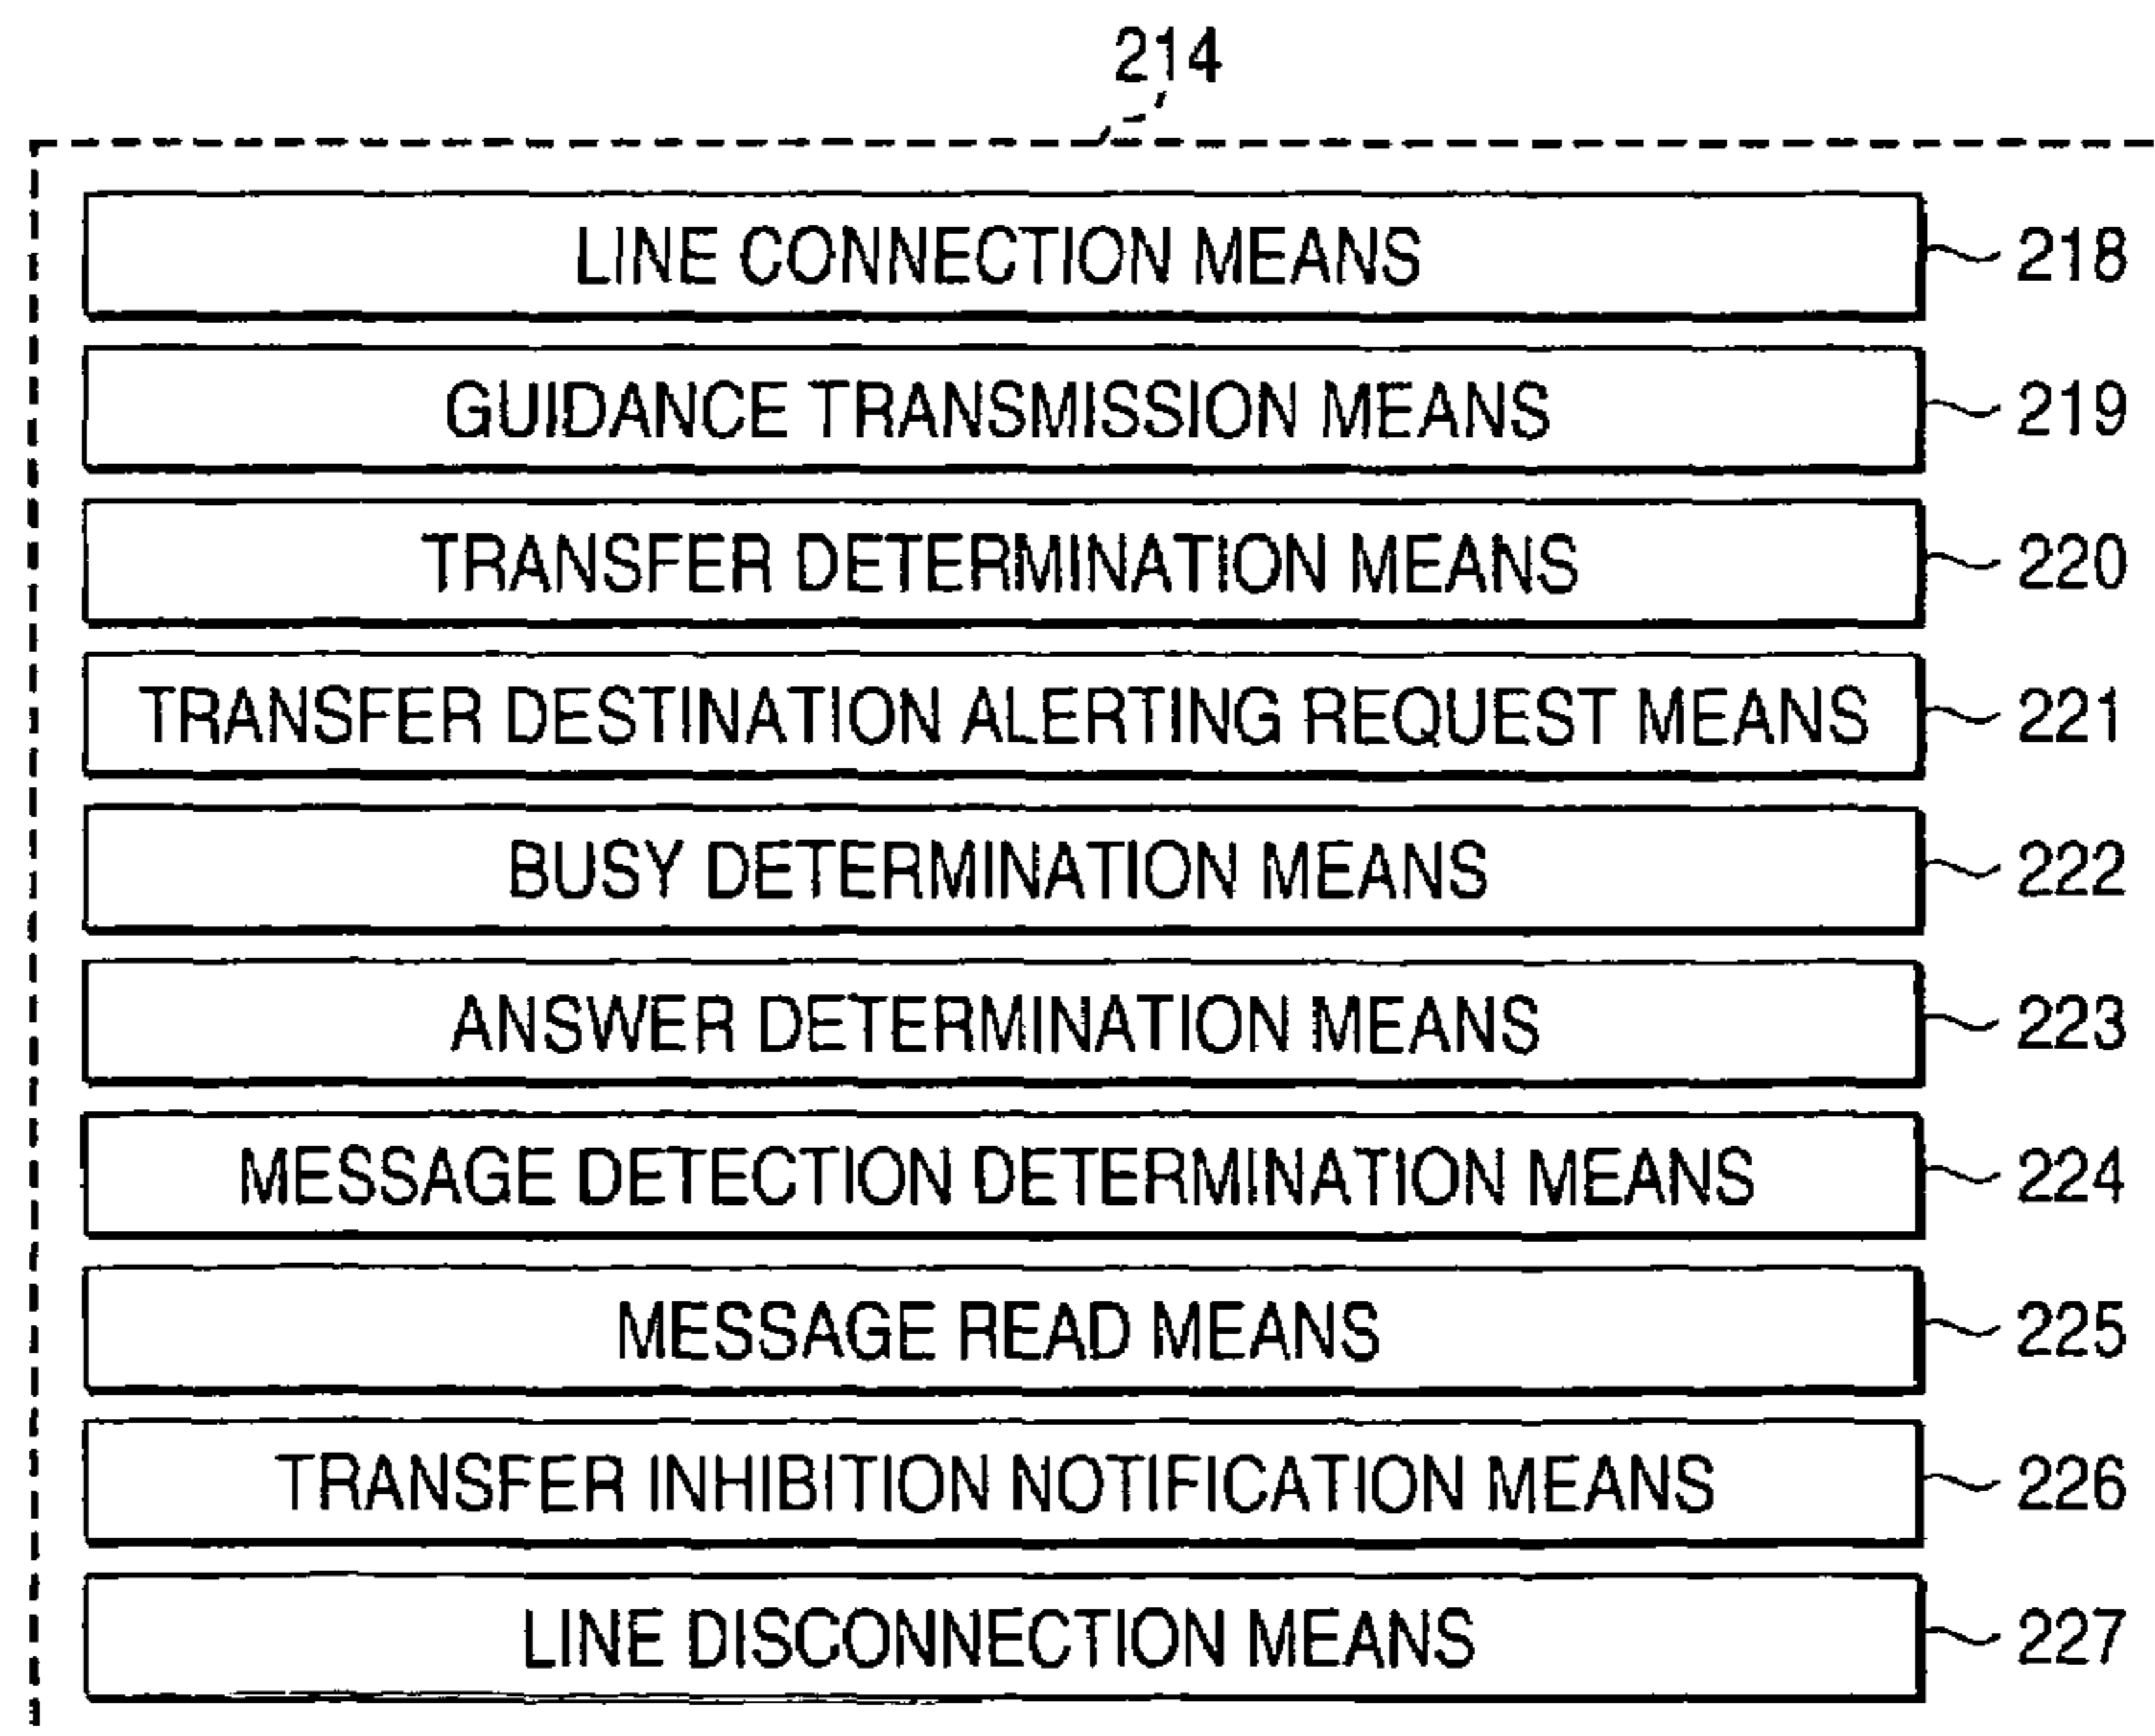 214
LINE CONNECTION MEANS 218
GUIDANCE TRANSMISSION MEANS 219
TRANSFER DETERMINATION MEANS 220
TRANSFER DESTINATION ALERTING REQUEST MEANS 221
BUSY DETERMINATION MEANS 222
ANSWER DETERMINATION MEANS 223
MESSAGE DETECTION DETERMINATION MEANS 224
MESSAGE READ MEANS 225
TRANSFER INHIBITION NOTIFICATION MEANS 226
LINE DISCONNECTION MEANS 227